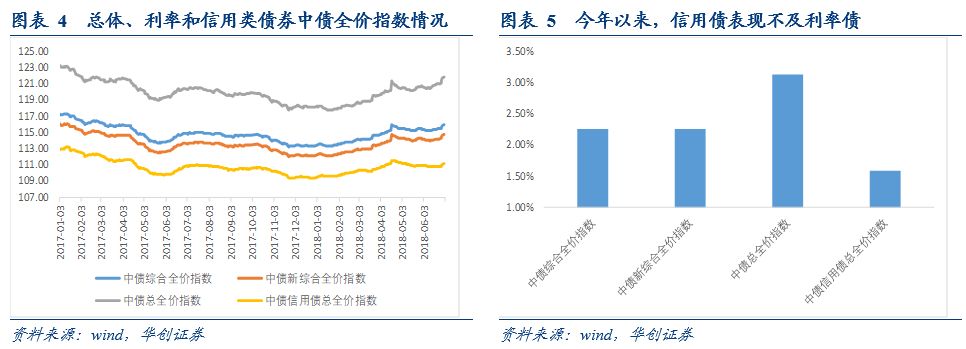 图表 4 总体、利率和信用类债券中债全价指数情况
125.00
123.00
121.00
119.00
117.00
115.00
113.00
111.00
109.00
107.00
2017-01-03
2017-02-03
2017-03-03
2017-04-03
2017-05-03
2017-06-03
2017-07-03
2017-08-03
2017-09-03
2017-10-03
2017-11-03
2017-12-03
2018-01-03
2018-02-03
2018-03-03
2018-04-03
2018-05-03
2018-06-03
中债综合全价指数
中债新综合全价指数
中债总全价指数
中债信用债总全价指数
资料来源：wind，华创证券
图表 5 今年以来，信用债表现不及利率债
3.50%
3.00%
2.50%
2.00%
1.50%
1.00%
中债综合全价指数
中债新综合全价指数
中债总全价指数
中债信用债总全价指数
资料来源：wind，华创证券